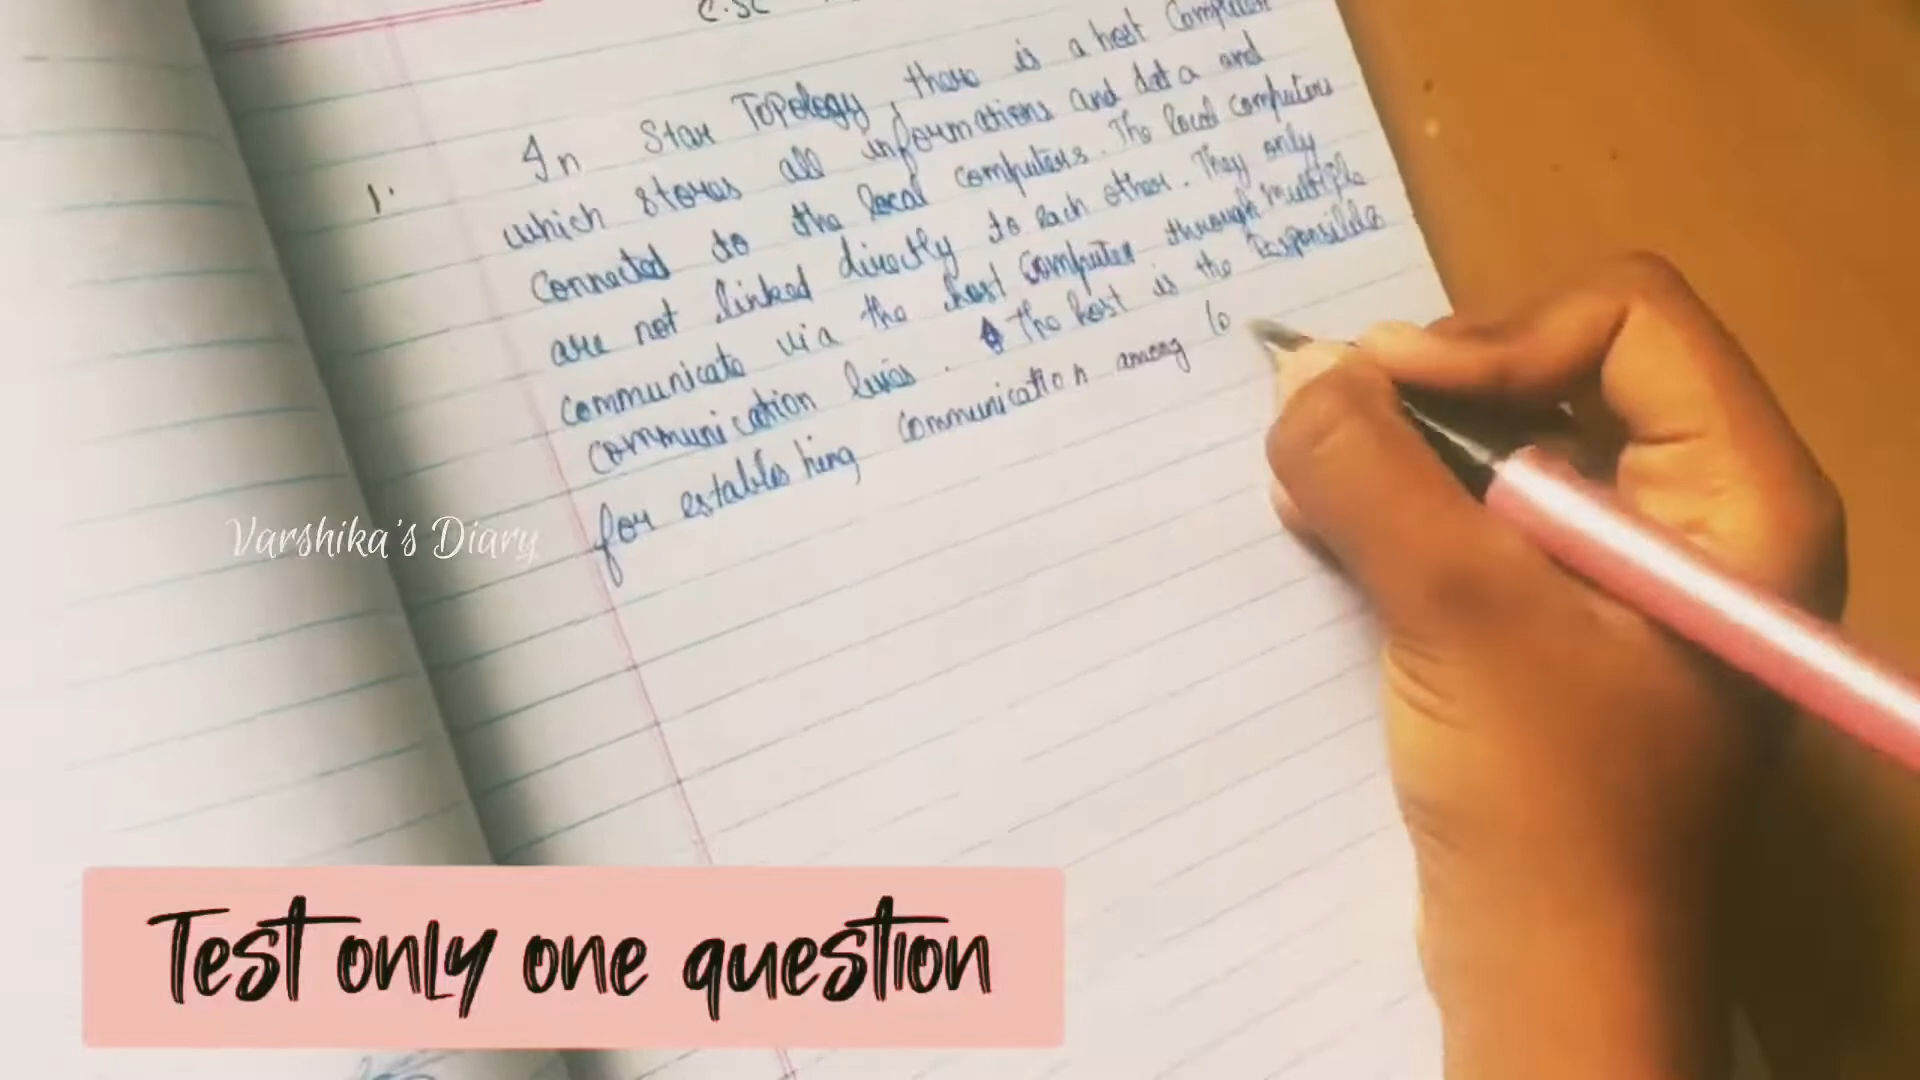 C.SC
1. In Star Topology, there is a host Computer
which stores all informations and data and
Connected to the local computers. The local computers
are not linked directly to each other. They only
communicate via the host Computer through multiple
communication lines. The host is the responsible
for establishing communication among lo
Varshika's Diary
Test only one question